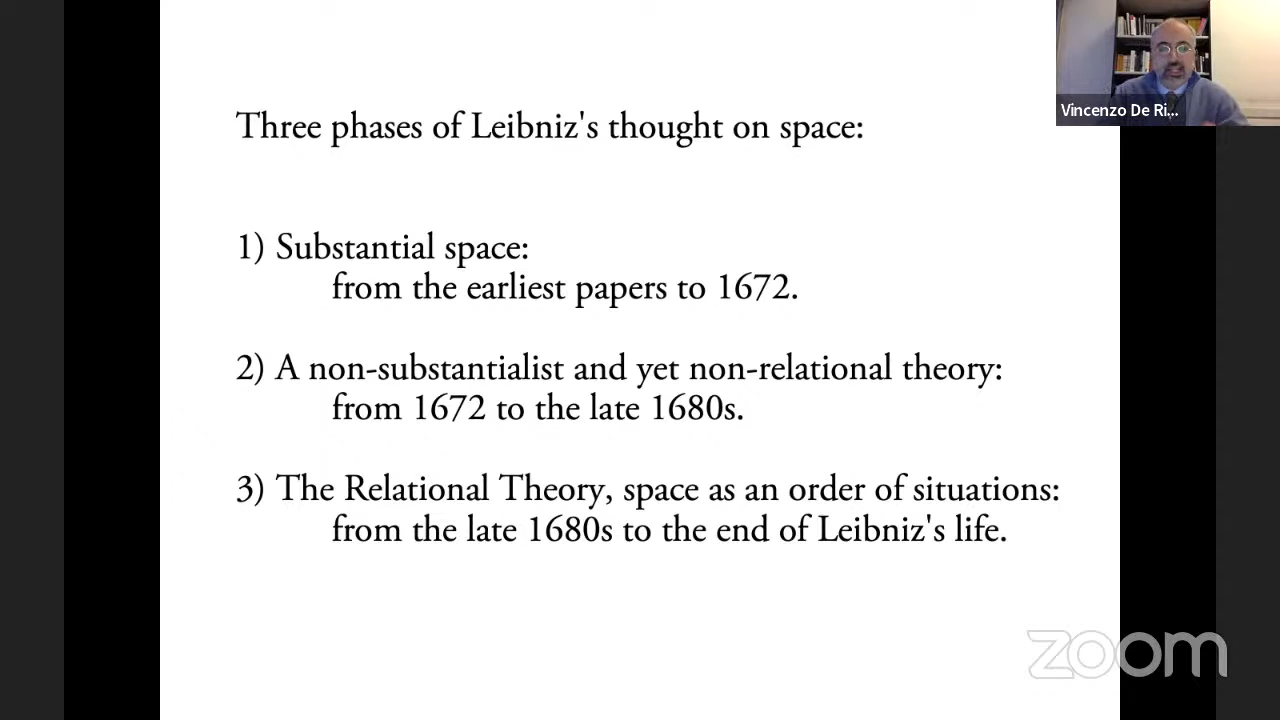 Three phases of Leibniz's thought on space:
1) Substantial space:
from the earliest papers to 1672.
2) A non-substantialist and yet non-relational theory:
from 1672 to the late 1680s.
3) The Relational Theory, space as an order of situations:
from the late 1680s to the end of Leibniz's life.
Vincenzo De Ri...
zoom